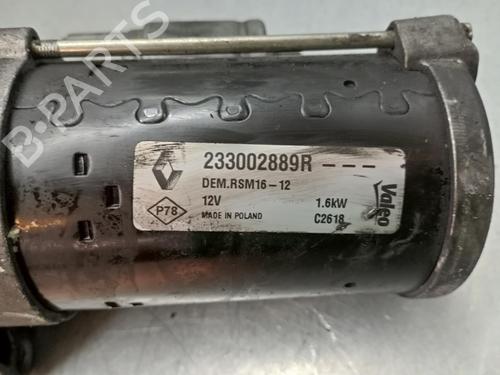 B-PARTS
233002889R ---
DEM.RSM16-12
12V 1.6kW
P78
MADE IN POLAND C2618
Valeo